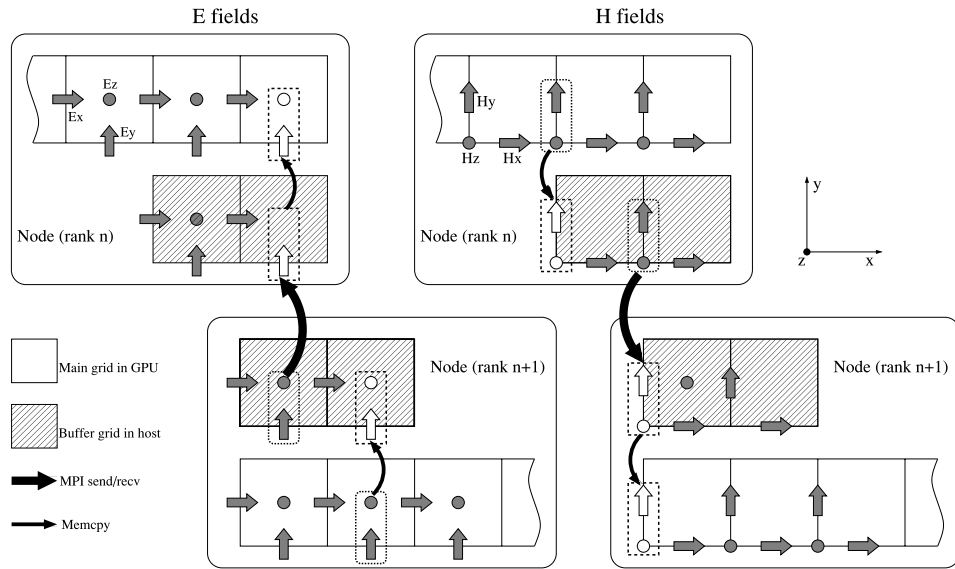 E fields
H fields
Ez
Ex
Ey
Hy
Hz
Hx
Node (rank n)
Node (rank n)
y
z
x
Main grid in GPU
Buffer grid in host
MPI send/recv
Memcpy
Node (rank n+1)
Node (rank n+1)